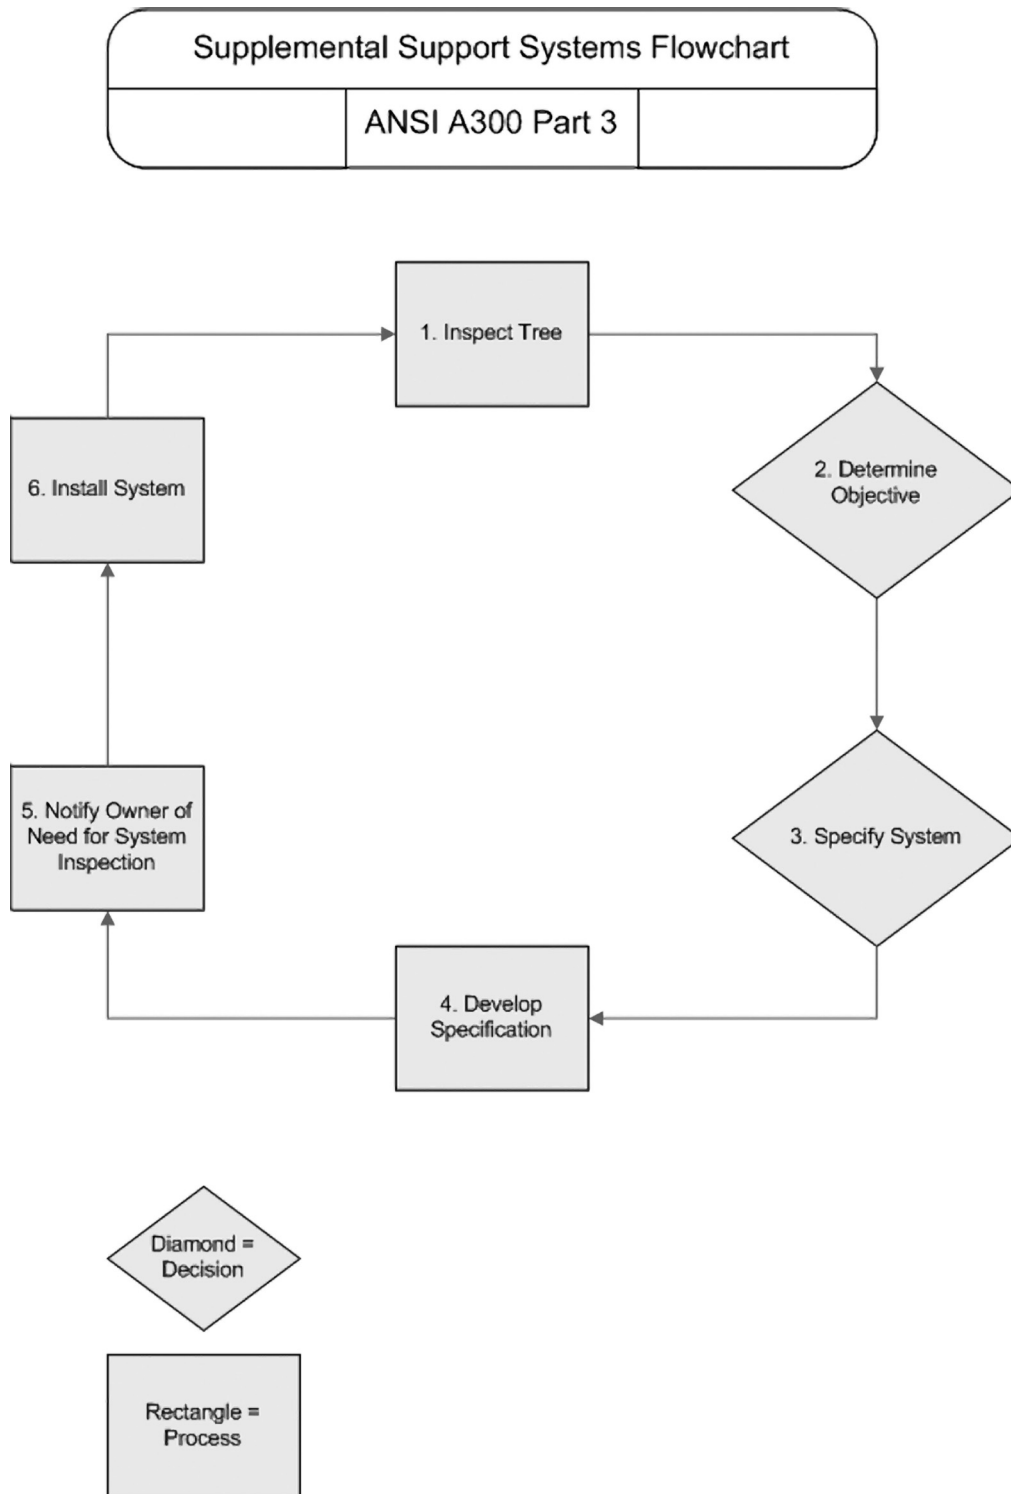 Supplemental Support Systems Flowchart
ANSI A300 Part 3
1. Inspect Tree
2. Determine
Objective
3. Specify System
4. Develop
Specification
5. Notify Owner of
Need for System
Inspection
6. Install System
Diamond =
Decision
Rectangle =
Process